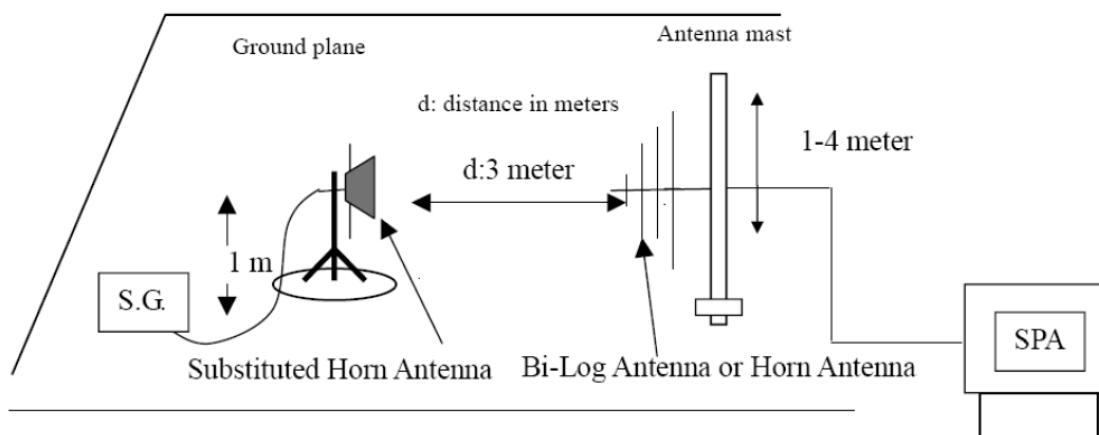 Ground plane
Antenna mast
d: distance in meters
1-4 meter
d:3 meter
1 m
S.G.
SPA
Substituted Horn Antenna
Bi-Log Antenna or Horn Antenna